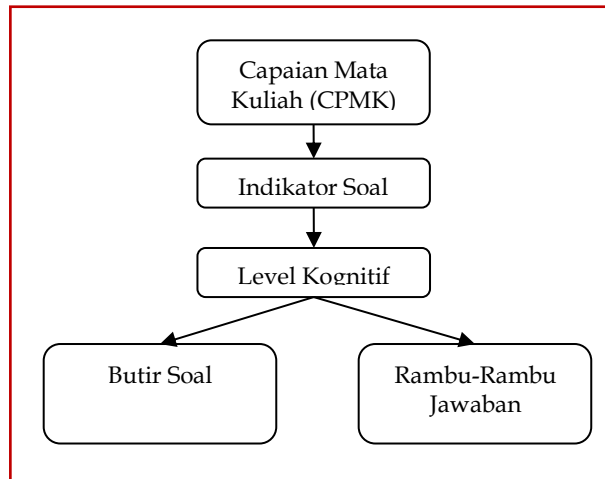 Capaian Mata
Kuliah (CPMK)
Indikator Soal
Level Kognitif
Butir Soal
Rambu-Rambu
Jawaban